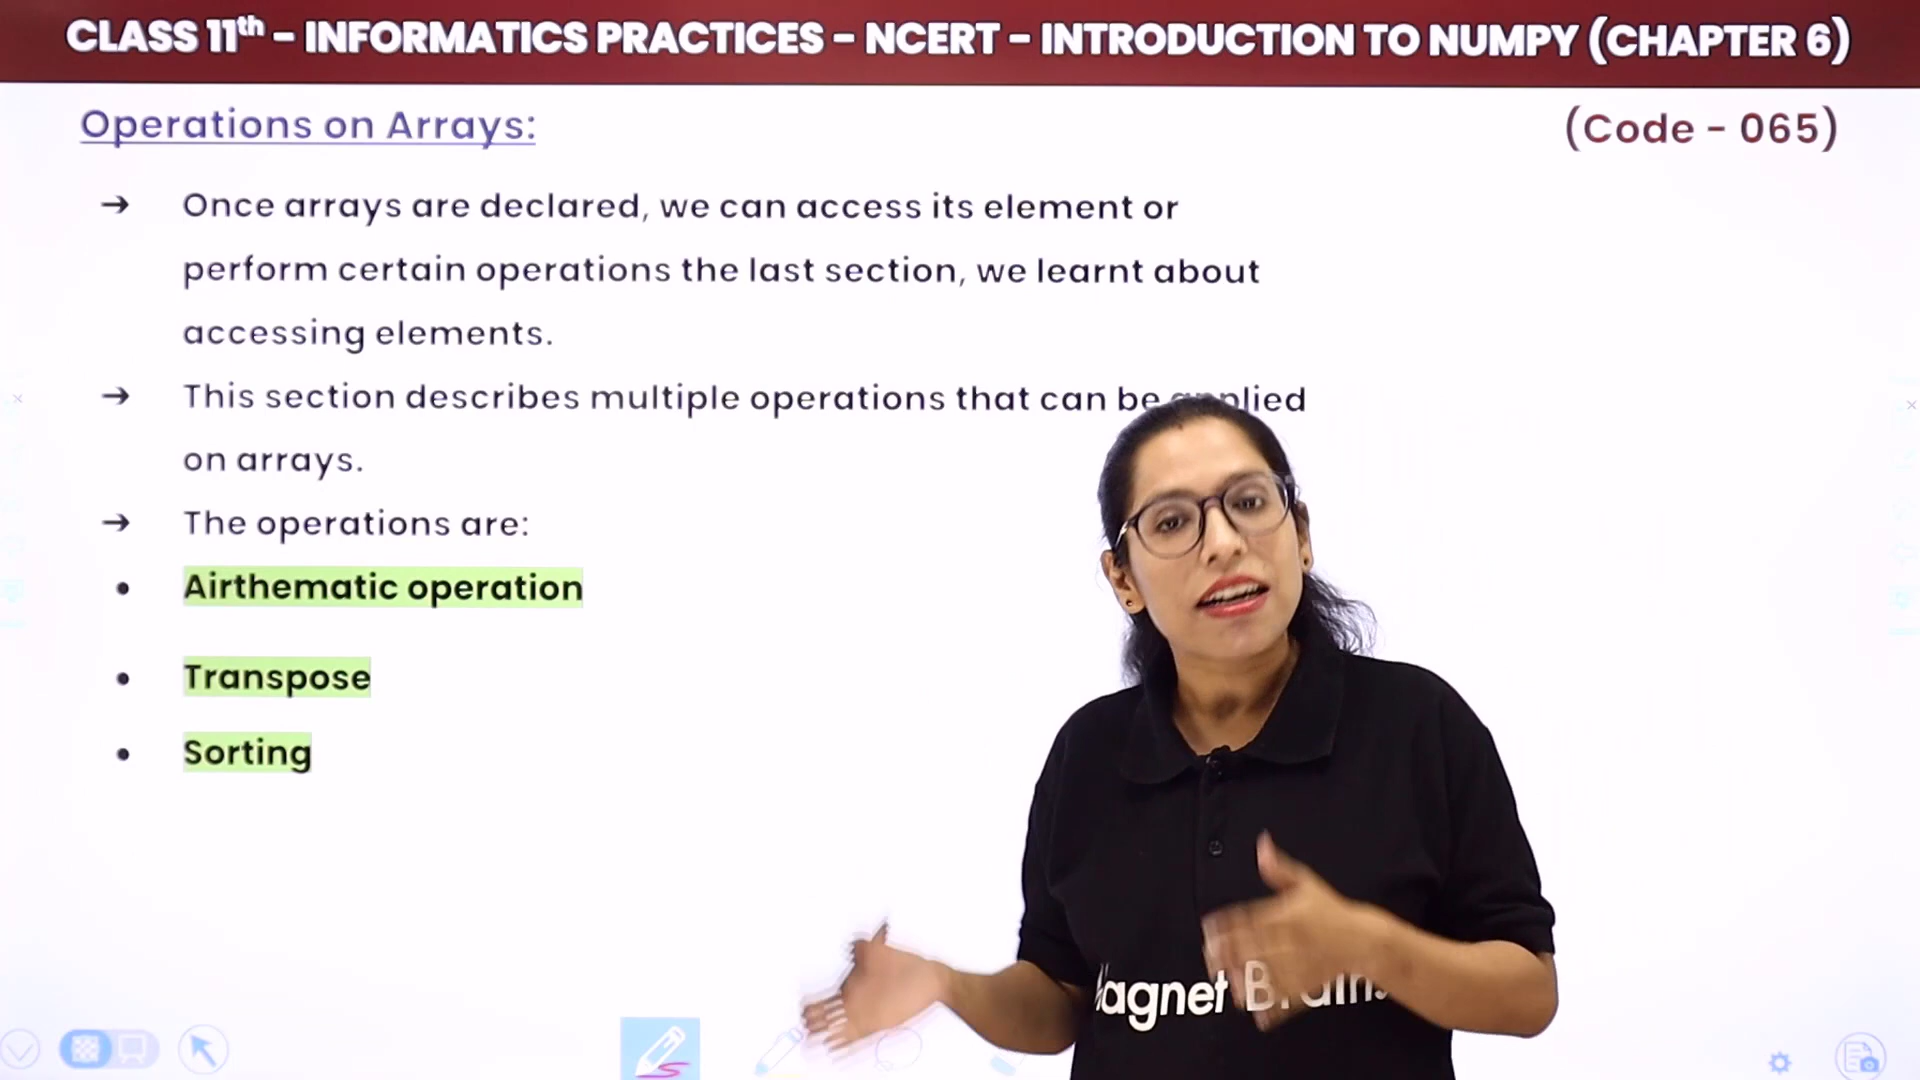 CLASS 11th - INFORMATICS PRACTICES - NCERT - INTRODUCTION TO NUMPY (CHAPTER 6)
Operations on Arrays:
(Code - 065)
→ Once arrays are declared, we can access its element or
perform certain operations the last section, we learnt about
accessing elements.
→ This section describes multiple operations that can be applied
on arrays.
→ The operations are:
• Airthematic operation
• Transpose
• Sorting